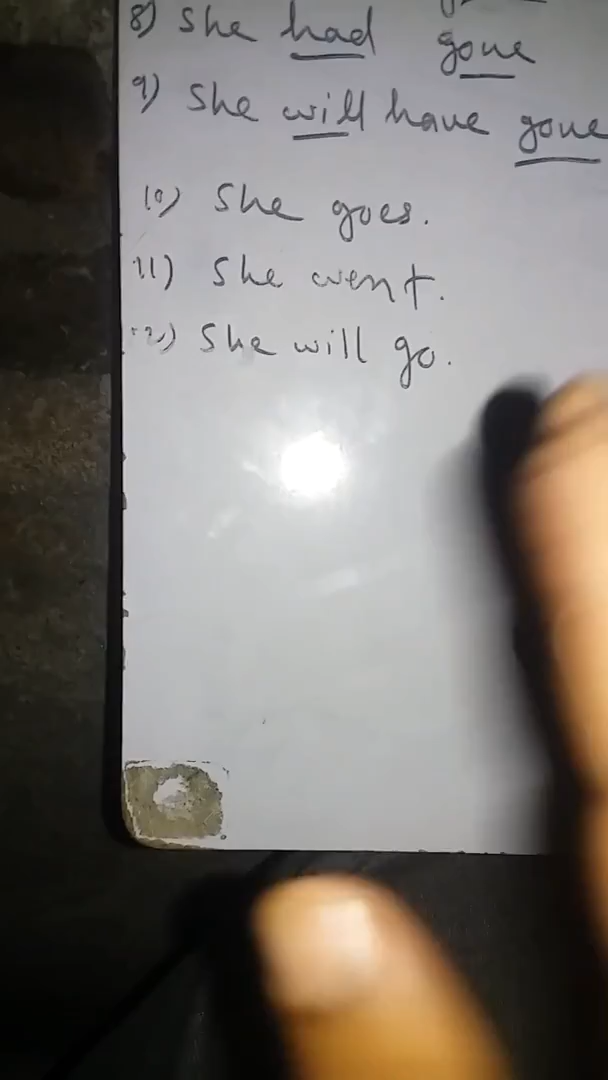 8) She had gone
9) She will have gone
10) She goes.
11) She went.
12) She will go.